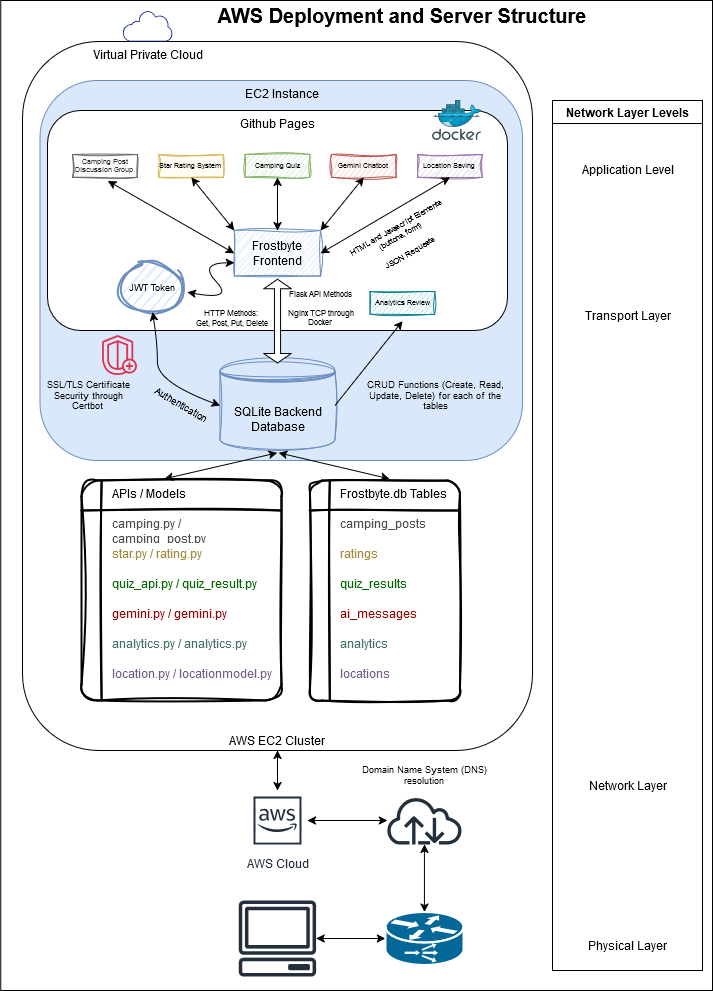 AWS Deployment and Server Structure
Virtual Private Cloud
EC2 Instance
docker
Github Pages
Camping Post
Discussion Group
Star Rating System
Camping Quiz
Gemini Chatbot
Location Saving
HTML and Javascript Elements
(buttons, form)
JSON Requests
Frostbyte
Frontend
JWT Token
Flask API Methods
HTTP Methods:
Get, Post, Put, Delete
Nginx TCP through
Docker
Analytics Review
SSL/TLS Certificate
Security through
Certbot
Authentication
SQLite Backend
Database
CRUD Functions (Create, Read,
Update, Delete) for each of the
tables
APIs / Models
camping.py /
camping_post.py
star.py / rating.py
quiz_api.py / quiz_result.py
gemini.py / gemini.py
analytics.py / analytics.py
location.py / locationmodel.py
Frostbyte.db Tables
camping_posts
ratings
quiz_results
ai_messages
analytics
locations
AWS EC2 Cluster
Domain Name System (DNS)
resolution
aws
AWS Cloud
Network Layer Levels
Application Level
Transport Layer
Network Layer
Physical Layer